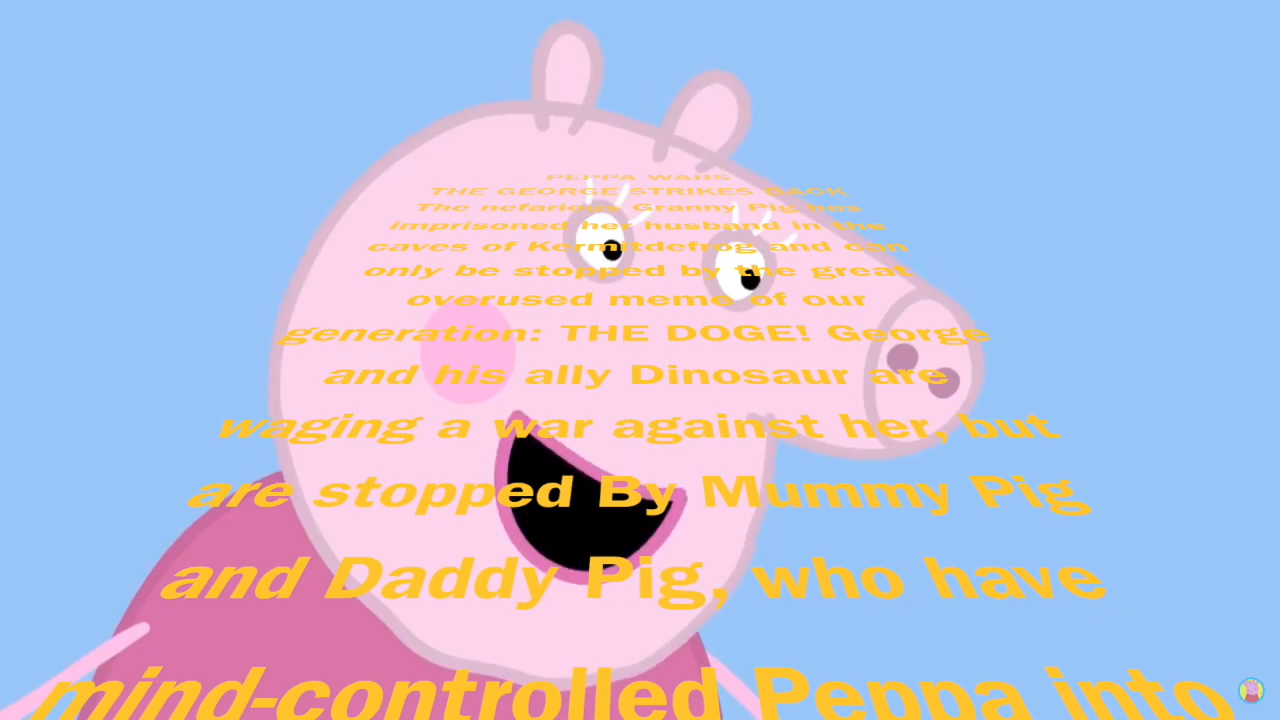 PEPPA WARS
THE GEORGE STRIKES BACK
The nefarious Granny Pig has
imprisoned her husband in the
caves of Kermitdefrog and can
only be stopped by the great
overused meme of our
generation: THE DOGE! George
and his ally Dinosaur are
waging a war against her, but
are stopped By Mummy Pig
and Daddy Pig, who have
mind-controlled Peppa into